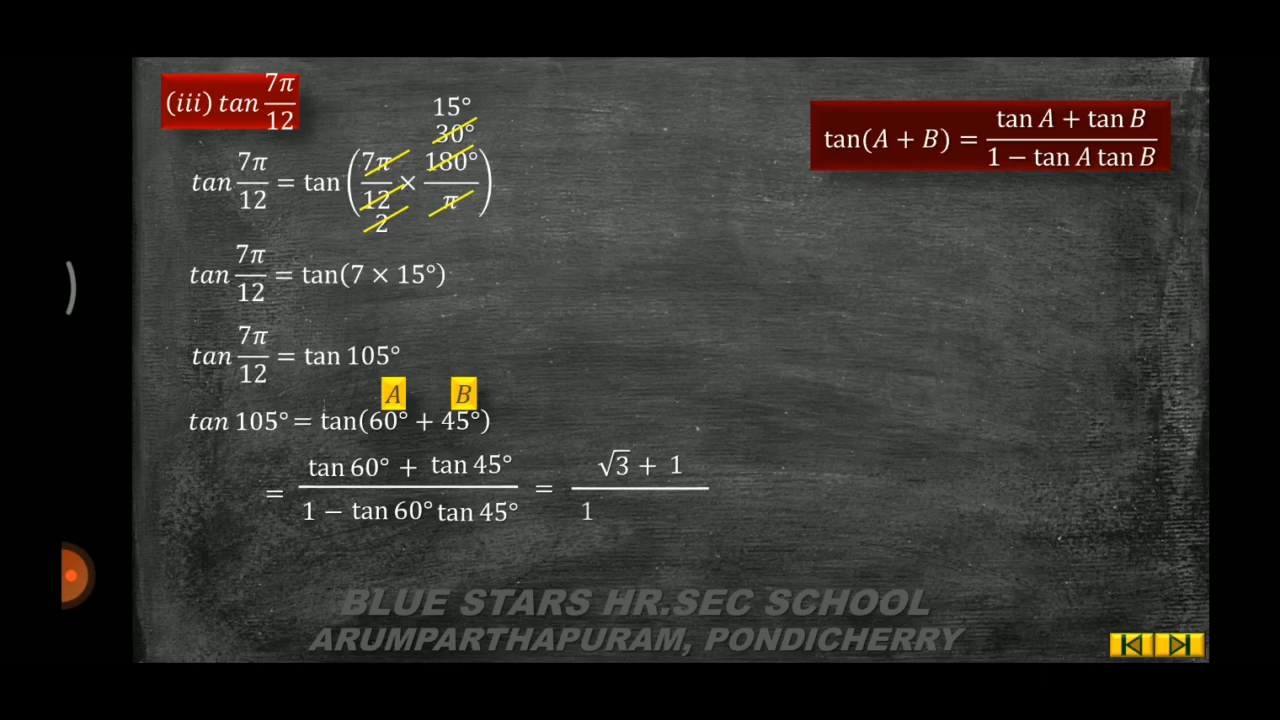 (iii) tan 7π/12
tan(A + B) = (tan A + tan B)/(1 − tan A tan B)
15°
30°
tan 7π/12 = tan(7π/12 × 180°/π)
2
tan 7π/12 = tan(7 × 15°)
tan 7π/12 = tan 105°
A B
tan 105° = tan(60° + 45°)
= (tan 60° + tan 45°)/(1 − tan 60° tan 45°) = (√3 + 1)/(1
BLUE STARS HR.SEC SCHOOL
ARUMPARTHAPURAM, PONDICHERRY